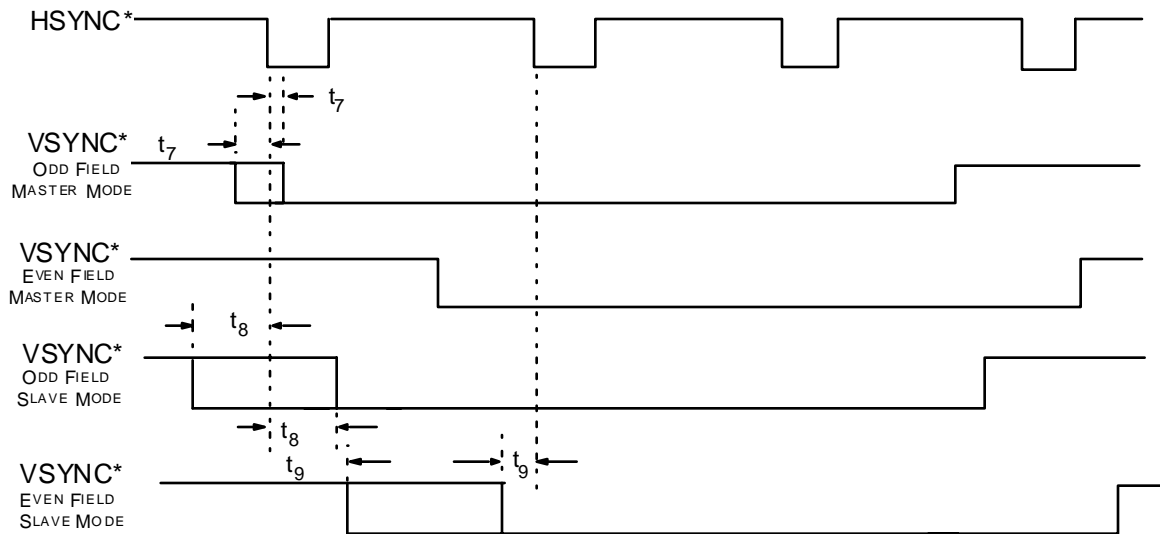 HSYNC*
t7
VSYNC*
t7
ODD FIELD
MASTER MODE
VSYNC*
EVEN FIELD
MASTER MODE
t8
VSYNC*
ODD FIELD
SLAVE MODE
t8
t9
t9
VSYNC*
EVEN FIELD
SLAVE MODE